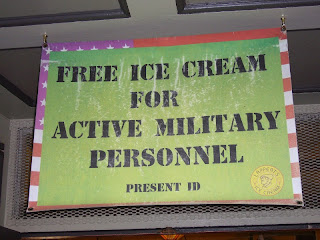 FREE ICE CREAM
FOR
ACTIVE MILITARY
PERSONNEL
PRESENT ID